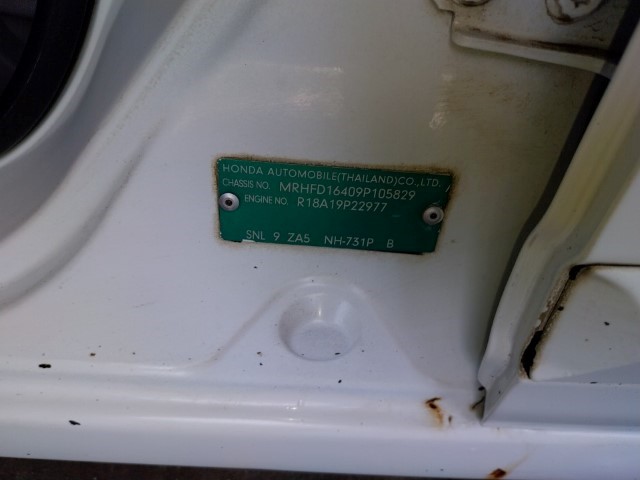 HONDA AUTOMOBILE(THAILAND)CO.,LTD.
CHASSIS NO. MRHFD16409P105829
ENGINE NO. R18A19P22977
SNL 9 ZA5 NH-731P B